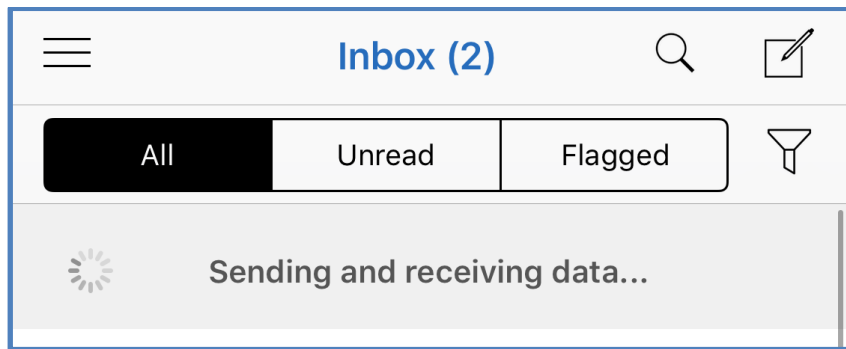 Inbox (2)
All Unread Flagged
Sending and receiving data...